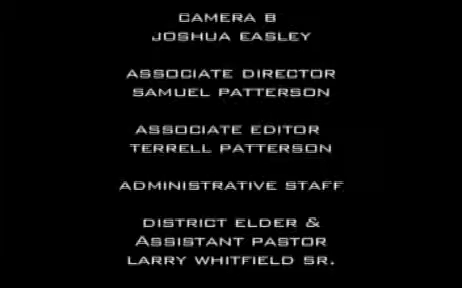 CAMERA B
JOSHUA EASLEY
ASSOCIATE DIRECTOR
SAMUEL PATTERSON
ASSOCIATE EDITOR
TERRELL PATTERSON
ADMINISTRATIVE STAFF
DISTRICT ELDER &
ASSISTANT PASTOR
LARRY WHITFIELD SR.